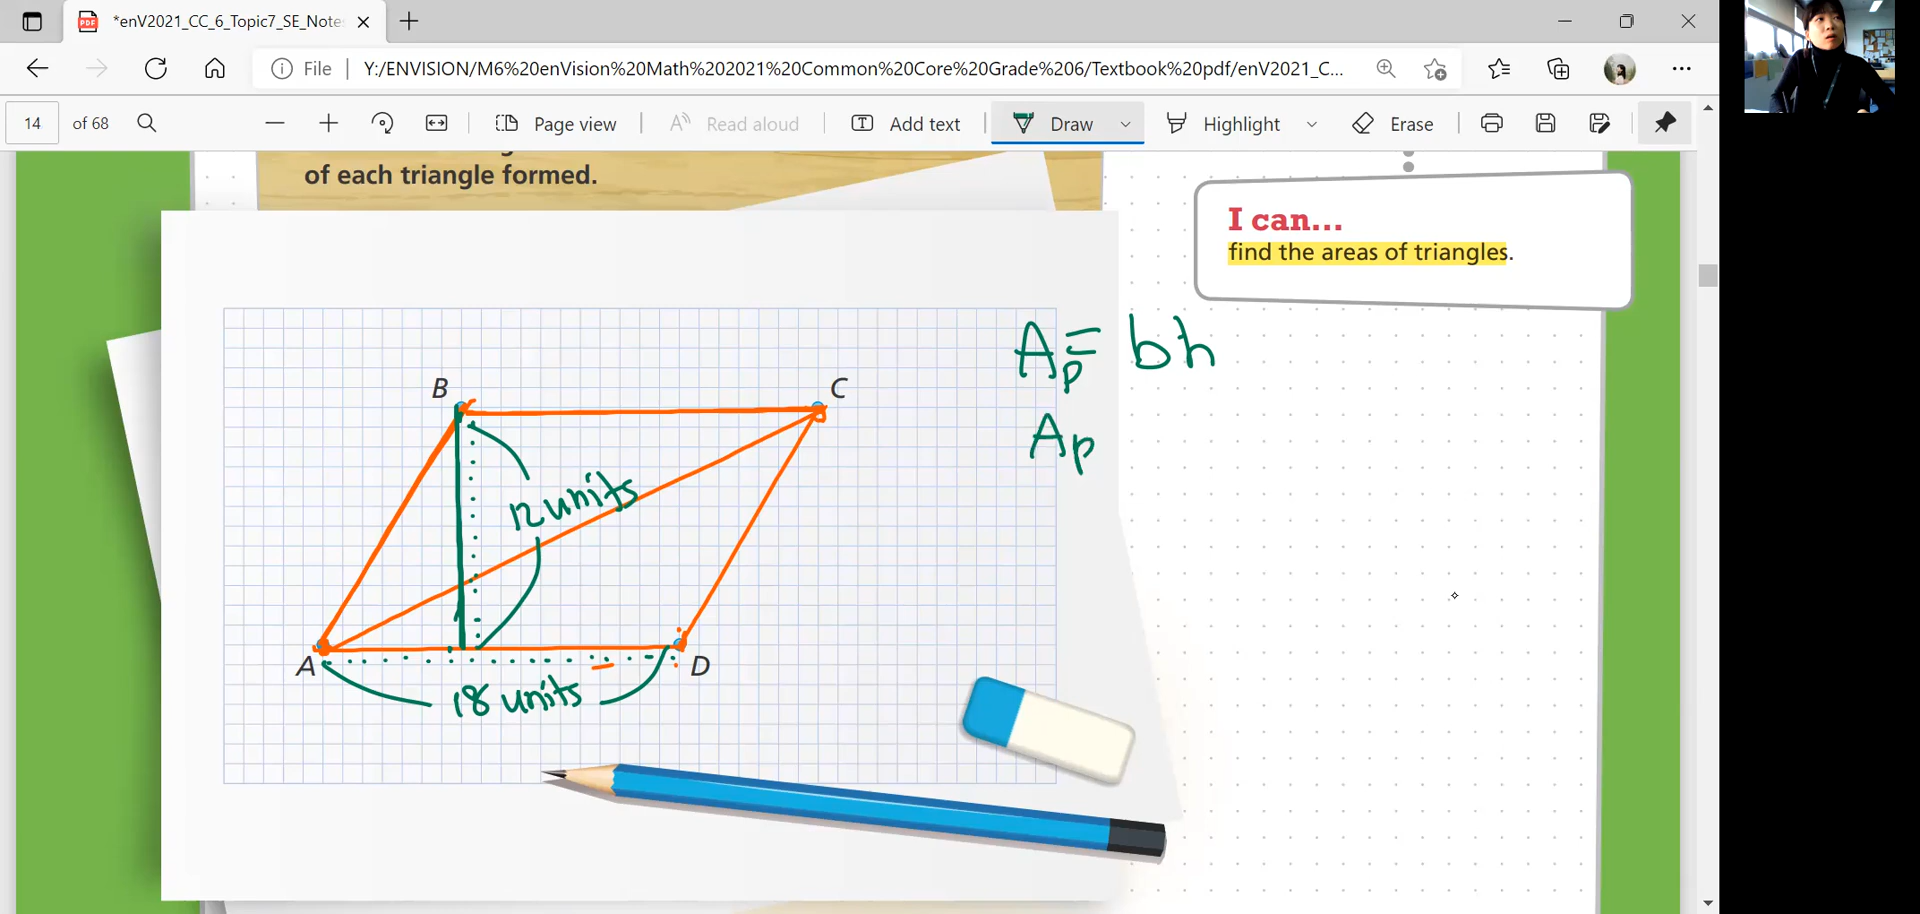 *enV2021_CC_6_Topic7_SE_Note
File
Y:/ENVISION/M6%20enVision%20Math%202021%20Common%20Core%20Grade%206/Textbook%20pdf/enV2021_C...
14 of 68
Page view
Read aloud
Add text
Draw
Highlight
Erase
of each triangle formed.
I can...
find the areas of triangles.
B
C
A
D
12 units
18 units
Ap = bh
Ap